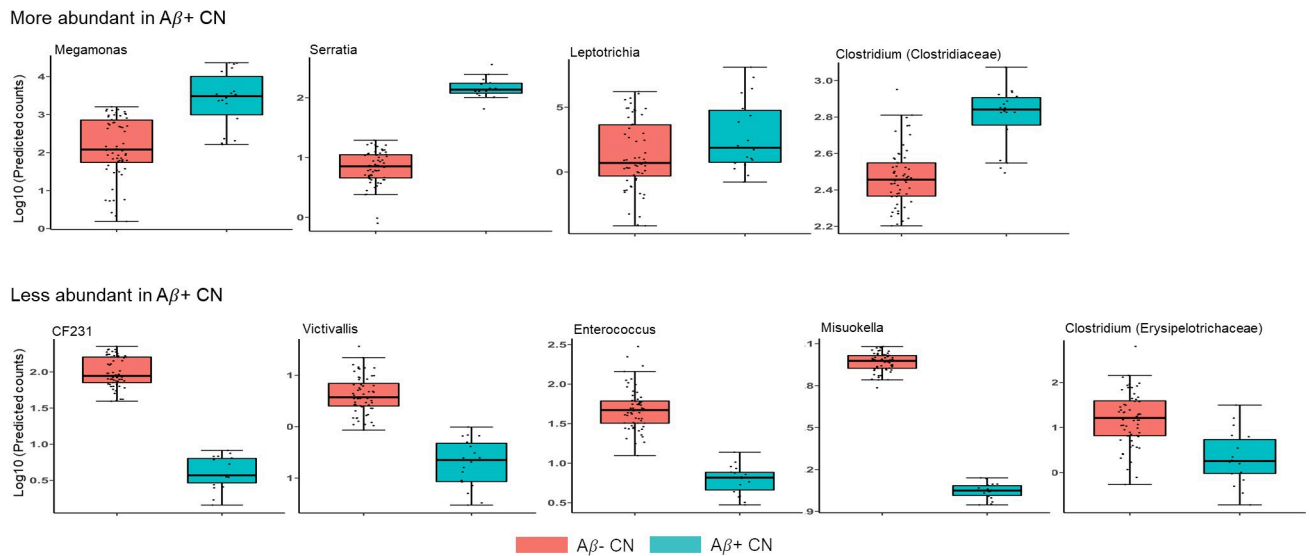 More abundant in Aβ+ CN
Megamonas
Serratia
Leptotrichia
Clostridium (Clostridiaceae)
Log10 (Predicted counts)
4
3
2
1
0
2
1
0
5
0
3.0
2.8
2.6
2.4
2.2
Less abundant in Aβ+ CN
CF231
Victivallis
Enterococcus
Misuokella
Clostridium (Erysipelotrichaceae)
Log10 (Predicted counts)
2.0
1.5
1.0
0.5
1
0
1
2.5
2.0
1.5
1.0
0.5
1
8
5
2
9
2
1
0
Aβ- CN
Aβ+ CN